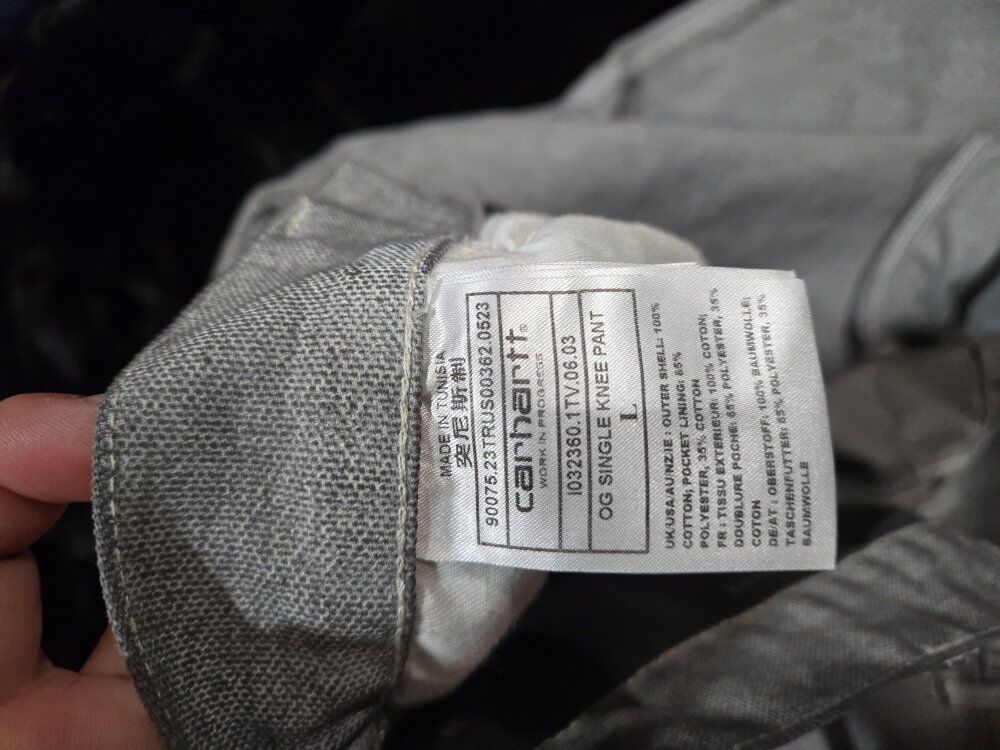 MADE IN TUNISIA
突尼斯制
90075.23TRUS00362.0523
carhartt®
WORK IN PROGRESS
I032360.1TV.06.03
OG SINGLE KNEE PANT
L
UK/USA/AUNZ/IE : OUTER SHELL: 100%
COTTON; POCKET LINING: 65%
POLYESTER, 35% COTTON
FR : TISSU EXTERIEUR: 100% COTON;
DOUBLURE POCHE: 65% POLYESTER, 35%
COTON
DE/AT : OBERSTOFF: 100% BAUMWOLLE;
TASCHENFUTTER: 65% POLYESTER, 35%
BAUMWOLLE